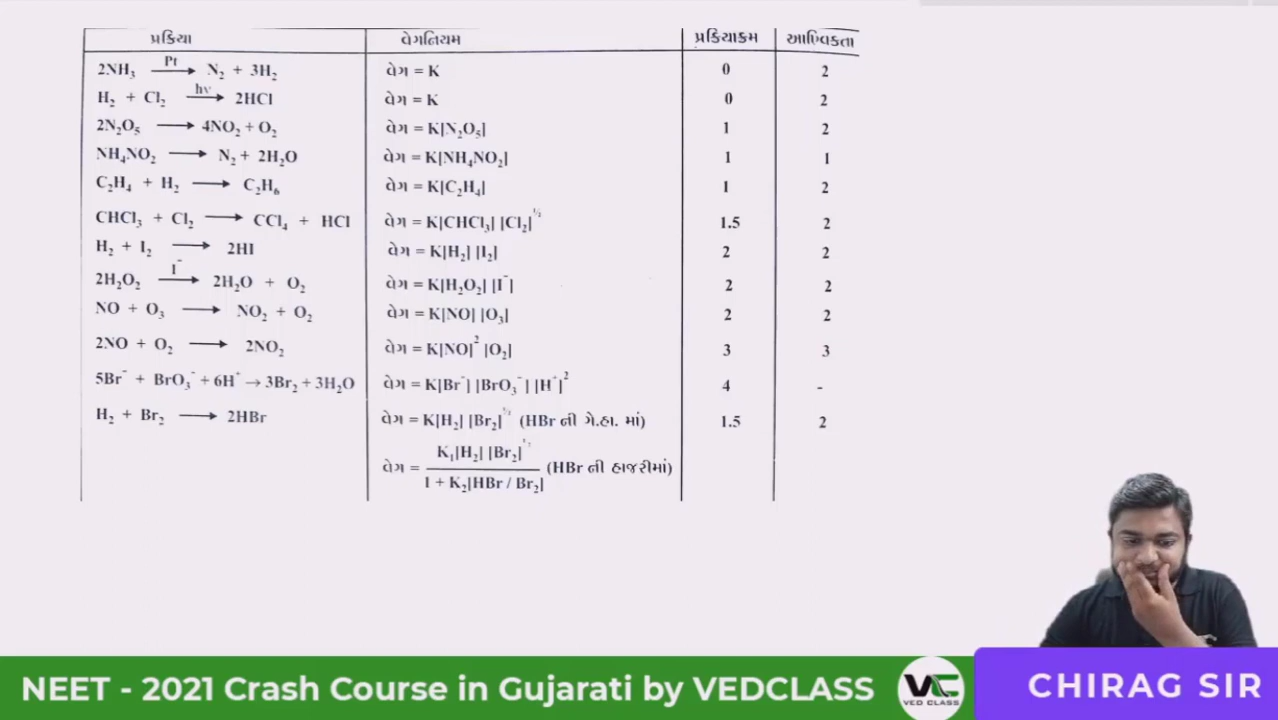 પ્રક્રિયા વેગનિયમ પ્રક્રિયાક્રમ આણ્વિકતા
2NH₃ —Pt→ N₂ + 3H₂ વેગ = K 0 2
H₂ + Cl₂ —hν→ 2HCl વેગ = K 0 2
2N₂O₅ ⟶ 4NO₂ + O₂ વેગ = K[N₂O₅] 1 2
NH₄NO₂ ⟶ N₂ + 2H₂O વેગ = K[NH₄NO₂] 1 1
C₂H₄ + H₂ ⟶ C₂H₆ વેગ = K[C₂H₄] 1 2
CHCl₃ + Cl₂ ⟶ CCl₄ + HCl વેગ = K[CHCl₃] [Cl₂]^½ 1.5 2
H₂ + I₂ ⟶ 2HI વેગ = K[H₂] [I₂] 2 2
2H₂O₂ —I⁻→ 2H₂O + O₂ વેગ = K[H₂O₂] [I⁻] 2 2
NO + O₃ ⟶ NO₂ + O₂ વેગ = K[NO] [O₃] 2 2
2NO + O₂ ⟶ 2NO₂ વેગ = K[NO]² [O₂] 3 3
5Br⁻ + BrO₃⁻ + 6H⁺ → 3Br₂ + 3H₂O વેગ = K[Br⁻] [BrO₃⁻] [H⁺]² 4 -
H₂ + Br₂ ⟶ 2HBr વેગ = K[H₂] [Br₂]^½ (HBr ની ગે.હા. માં) 1.5 2
K₁[H₂] [Br₂]^½
વેગ = (HBr ની હાજરીમાં)
1 + K₂[HBr / Br₂]
NEET - 2021 Crash Course in Gujarati by VEDCLASS
VC
VED CLASS
CHIRAG SIR